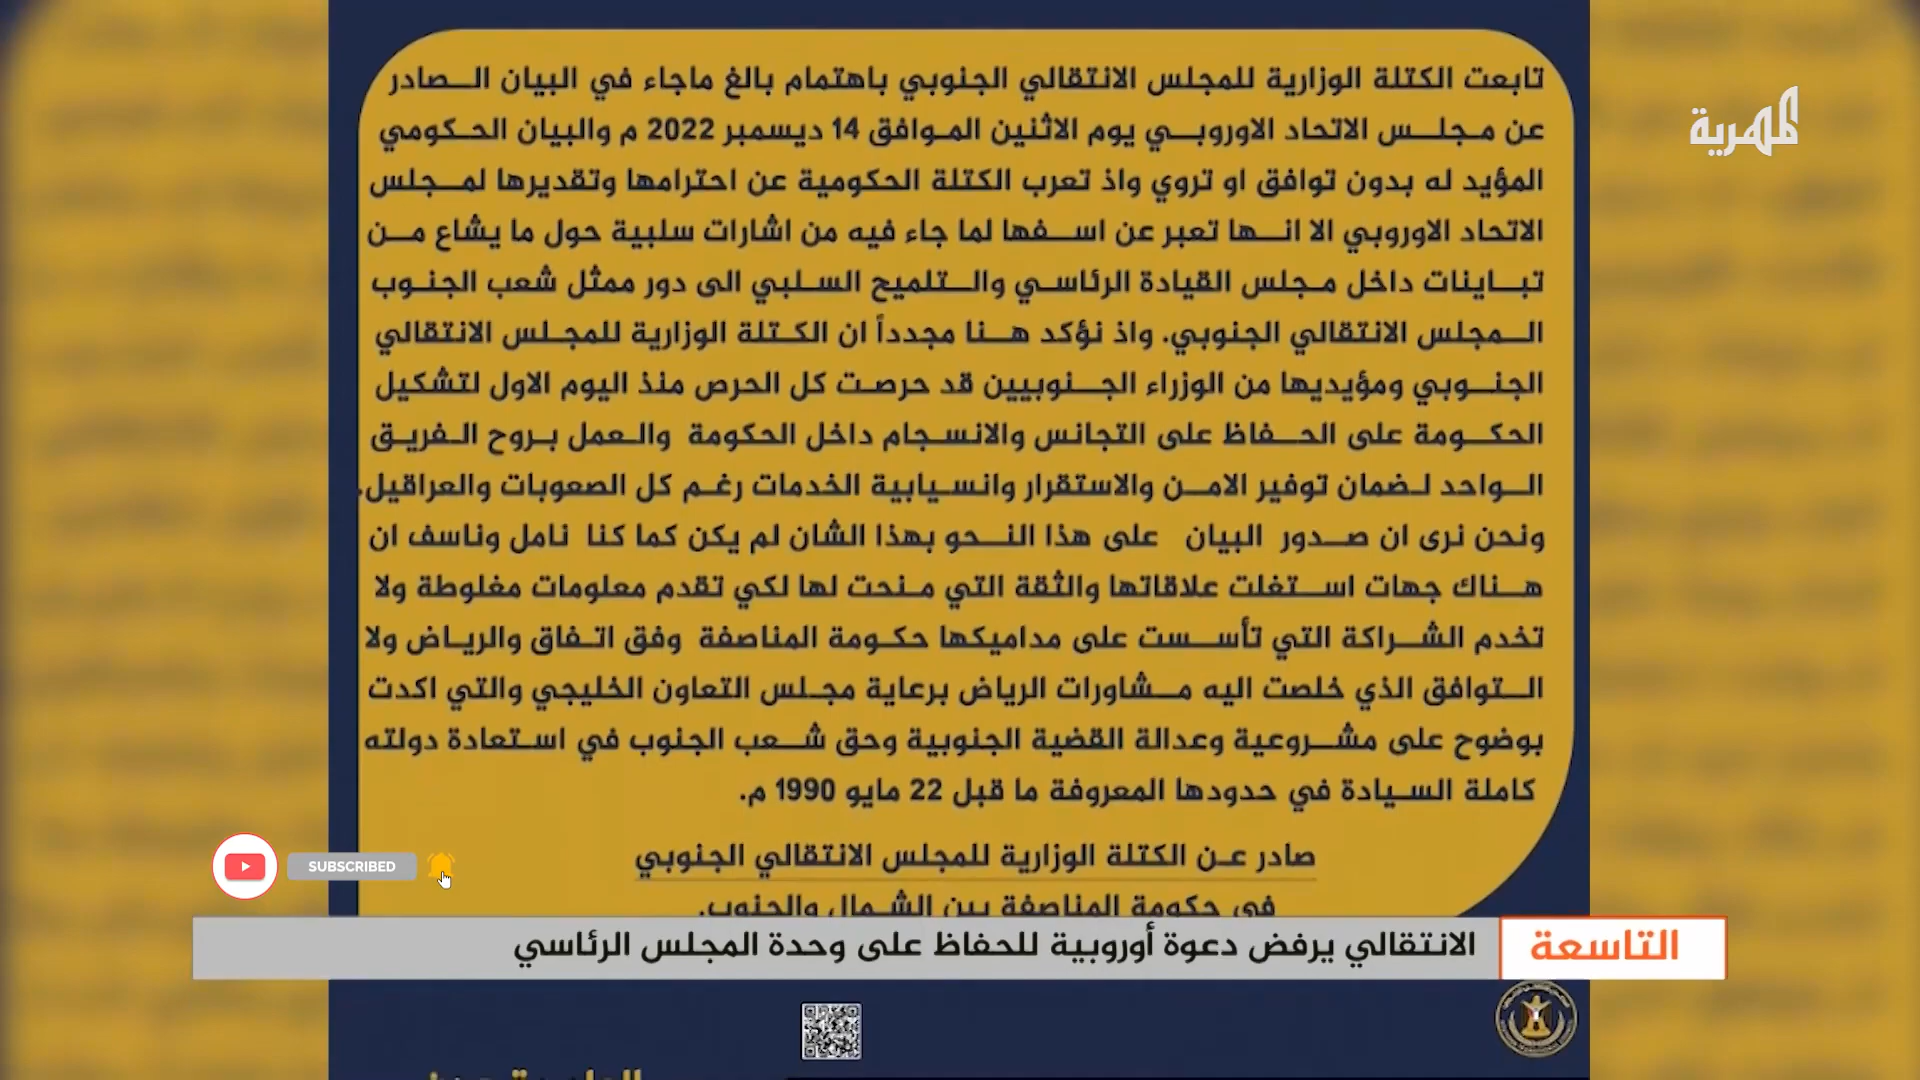 تابعت الكتلة الوزارية للمجلس الانتقالي الجنوبي باهتمام بالغ ماجاء في البيان الصادر
عن مجلس الاتحاد الاوروبي يوم الاثنين الموافق 14 ديسمبر 2022 م والبيان الحكومي
المؤيد له بدون توافق او تروي واذ تعرب الكتلة الحكومية عن احترامها وتقديرها لمجلس
الاتحاد الاوروبي الا انها تعبر عن اسفها لما جاء فيه من اشارات سلبية حول ما يشاع من
تباينات داخل مجلس القيادة الرئاسي والتلميح السلبي الى دور ممثل شعب الجنوب
المجلس الانتقالي الجنوبي. واذ نؤكد هنا مجدداً ان الكتلة الوزارية للمجلس الانتقالي
الجنوبي ومؤيديها من الوزراء الجنوبيين قد حرصت كل الحرص منذ اليوم الاول لتشكيل
الحكومة على الحفاظ على التجانس والانسجام داخل الحكومة والعمل بروح الفريق
الواحد لضمان توفير الامن والاستقرار وانسيابية الخدمات رغم كل الصعوبات والعراقيل.
ونحن نرى ان صدور البيان على هذا النحو بهذا الشان لم يكن كما كنا نامل وناسف ان
هناك جهات استغلت علاقاتها والثقة التي منحت لها لكي تقدم معلومات مغلوطة ولا
تخدم الشراكة التي تأسست على مداميكها حكومة المناصفة وفق اتفاق والرياض ولا
التوافق الذي خلصت اليه مشاورات الرياض برعاية مجلس التعاون الخليجي والتي اكدت
بوضوح على مشروعية وعدالة القضية الجنوبية وحق شعب الجنوب في استعادة دولته
كاملة السيادة في حدودها المعروفة ما قبل 22 مايو 1990 م.
صادر عن الكتلة الوزارية للمجلس الانتقالي الجنوبي
في حكومة المناصفة بين الشمال والجنوب.
المهرية
SUBSCRIBED
التاسعة
الانتقالي يرفض دعوة أوروبية للحفاظ على وحدة المجلس الرئاسي